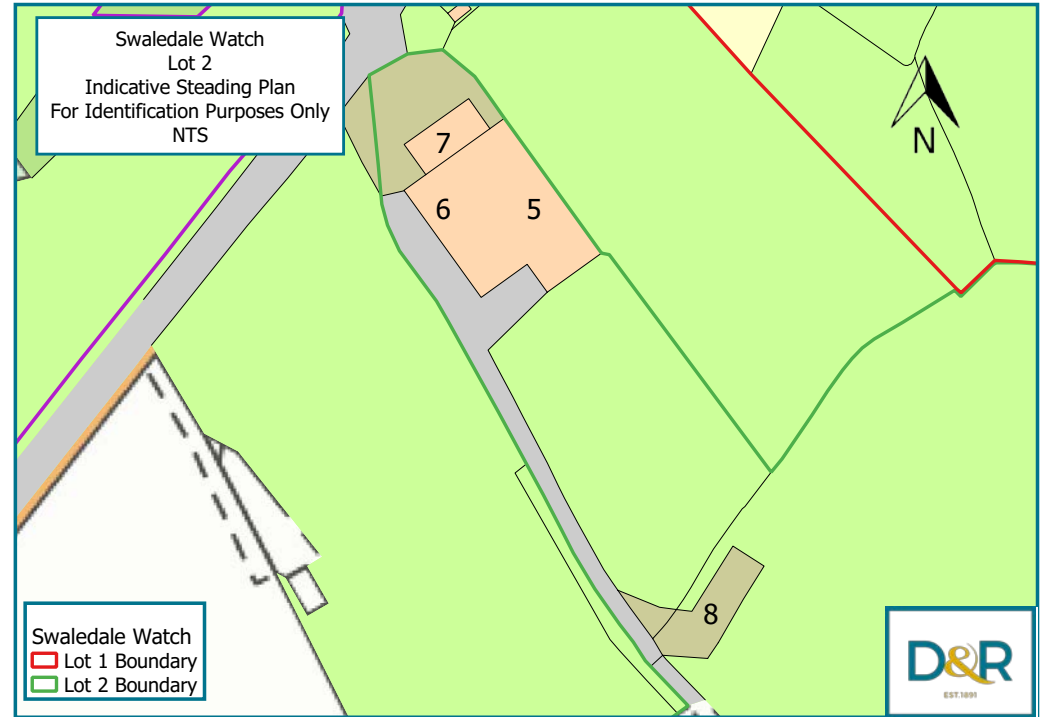 Swaledale Watch
Lot 2
Indicative Steading Plan
For Identification Purposes Only
NTS
N
7
6
5
8
Swaledale Watch
Lot 1 Boundary
Lot 2 Boundary
D&R
EST.1891